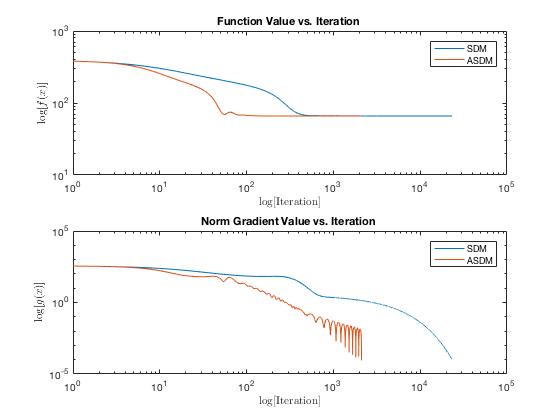 Function Value vs. Iteration
10^3
10^2
10^1
log[f(x)]
SDM
ASDM
10^0 10^1 10^2 10^3 10^4 10^5
log[Iteration]
Norm Gradient Value vs. Iteration
10^5
10^0
10^-5
log[g(x)]
SDM
ASDM
10^0 10^1 10^2 10^3 10^4 10^5
log[Iteration]